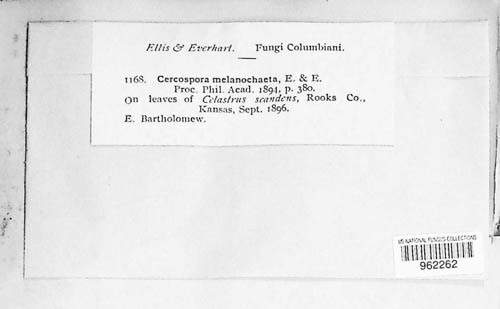 Ellis & Everhart. Fungi Columbiani.
1168. Cercospora melanochaeta, E. & E.
Proc. Phil. Acad. 1894, p. 380.
On leaves of Celastrus scandens, Rooks Co.,
Kansas, Sept. 1896.
E. Bartholomew.
US NATIONAL FUNGUS COLLECTIONS
962262